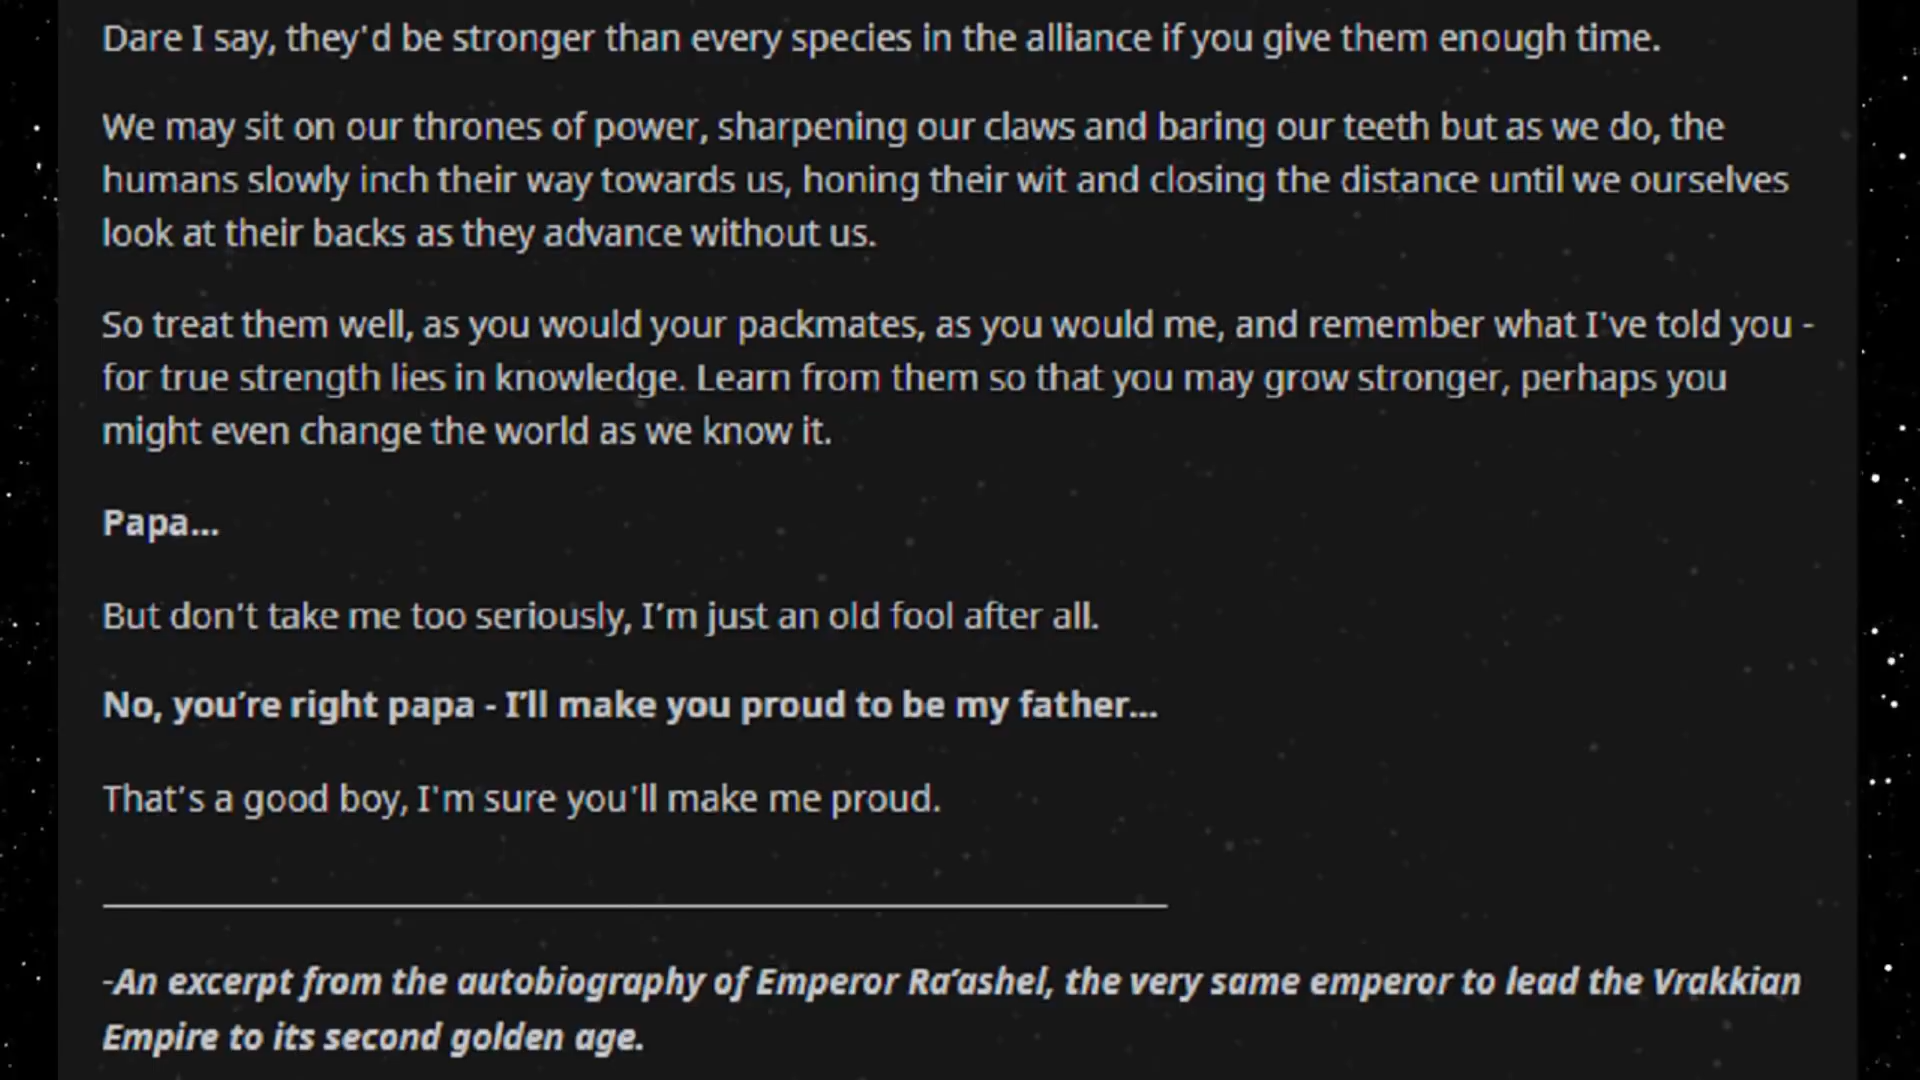 Dare I say, they'd be stronger than every species in the alliance if you give them enough time.
We may sit on our thrones of power, sharpening our claws and baring our teeth but as we do, the
humans slowly inch their way towards us, honing their wit and closing the distance until we ourselves
look at their backs as they advance without us.
So treat them well, as you would your packmates, as you would me, and remember what I've told you -
for true strength lies in knowledge. Learn from them so that you may grow stronger, perhaps you
might even change the world as we know it.
Papa...
But don't take me too seriously, I’m just an old fool after all.
No, you’re right papa - I’ll make you proud to be my father...
That's a good boy, I'm sure you'll make me proud.
-An excerpt from the autobiography of Emperor Ra’ashel, the very same emperor to lead the Vrakkian
Empire to its second golden age.